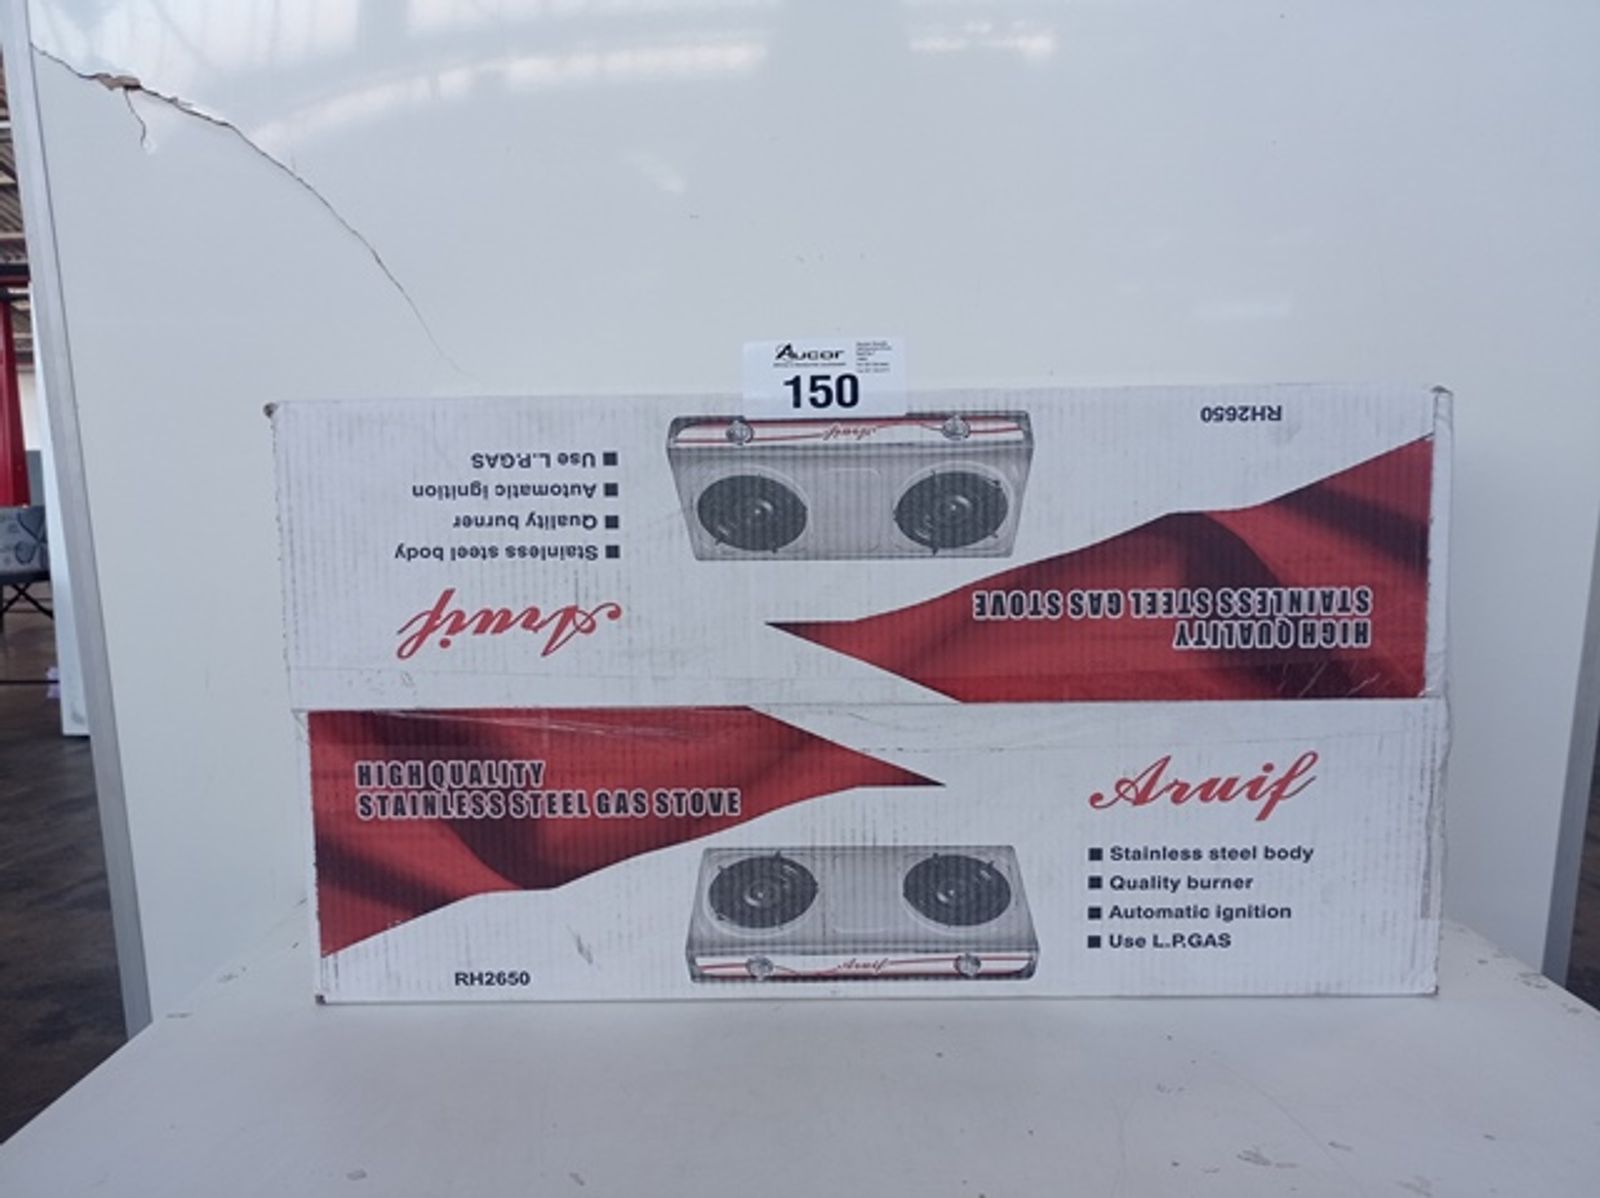 Aucor
150
RH2650
Aruif
Use L.P.GAS
Automatic ignition
Quality burner
Stainless steel body
Aruif
HIGH QUALITY
STAINLESS STEEL GAS STOVE
HIGH QUALITY
STAINLESS STEEL GAS STOVE
Aruif
Stainless steel body
Quality burner
Automatic ignition
Use L.P.GAS
Aruif
RH2650